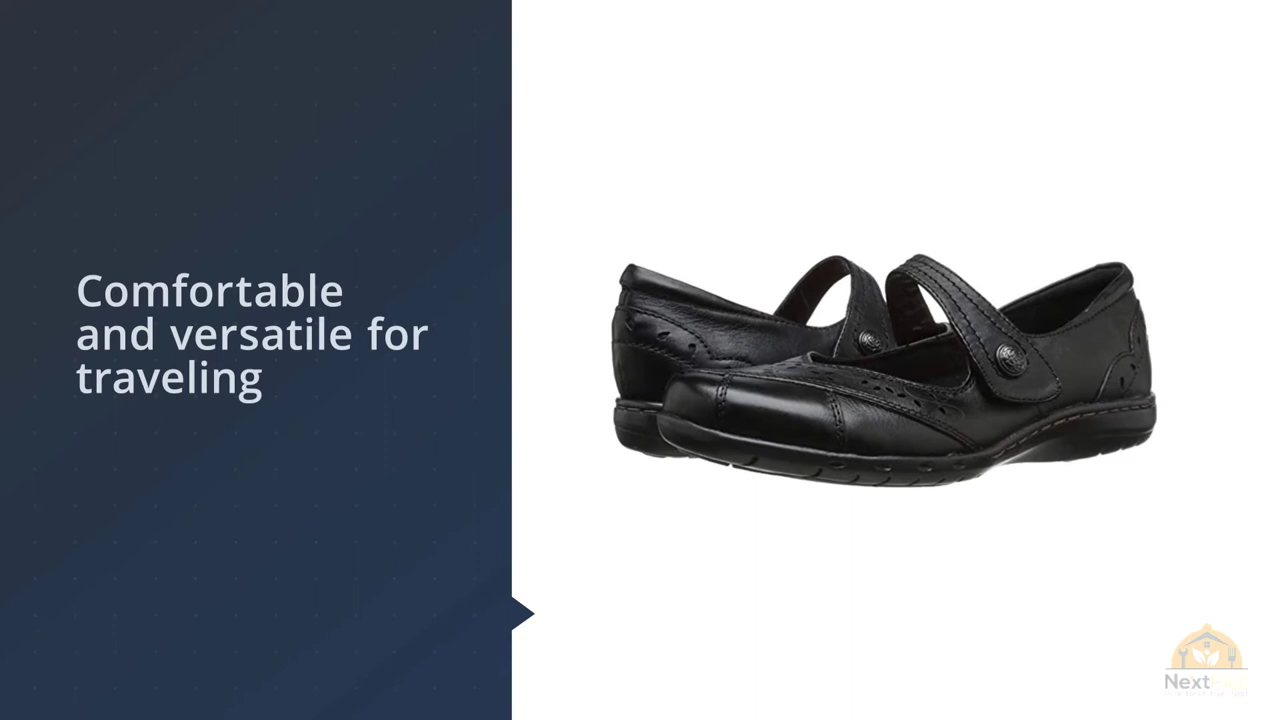 Comfortable
and versatile for
traveling
Next